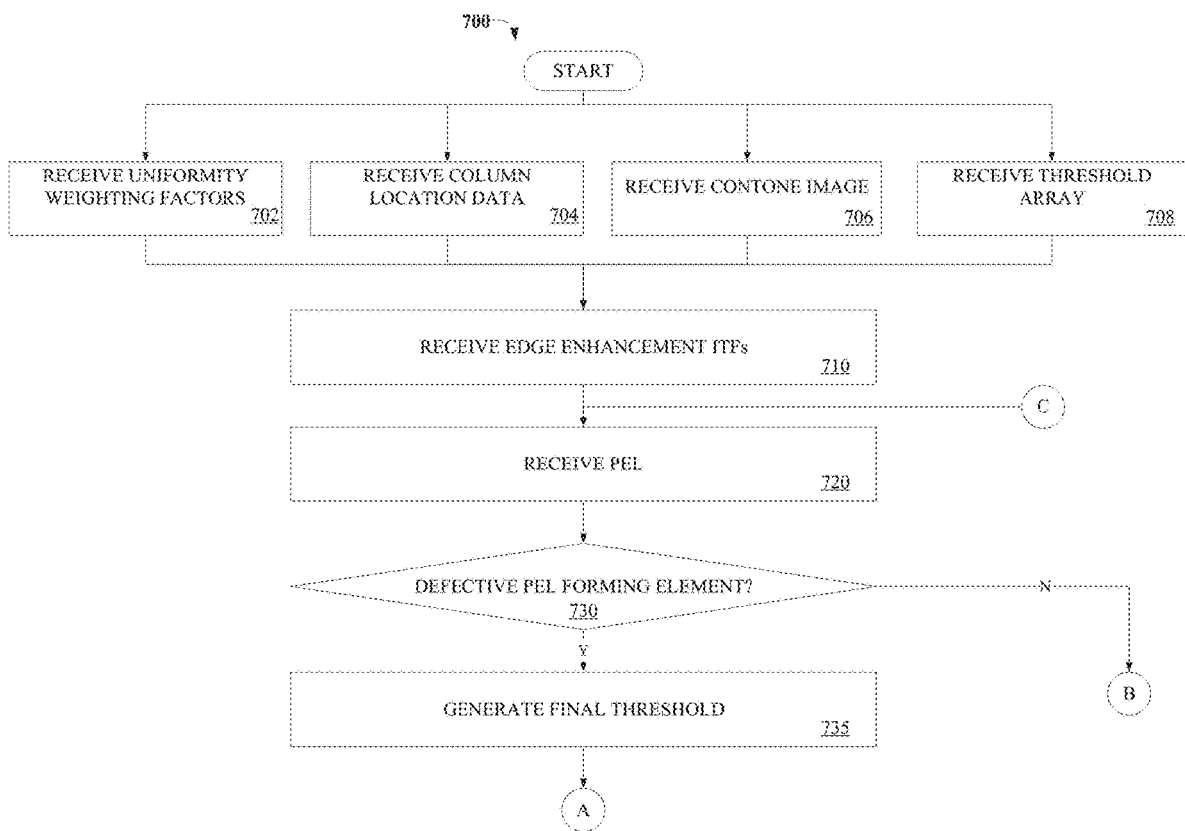 700
START
RECEIVE UNIFORMITY
WEIGHTING FACTORS
702
RECEIVE COLUMN
LOCATION DATA
704
RECEIVE CONTONE IMAGE
706
RECEIVE THRESHOLD
ARRAY
708
RECEIVE EDGE ENHANCEMENT ITFs
710
C
RECEIVE PEL
720
DEFECTIVE PEL FORMING ELEMENT?
730
N
Y
B
GENERATE FINAL THRESHOLD
735
A